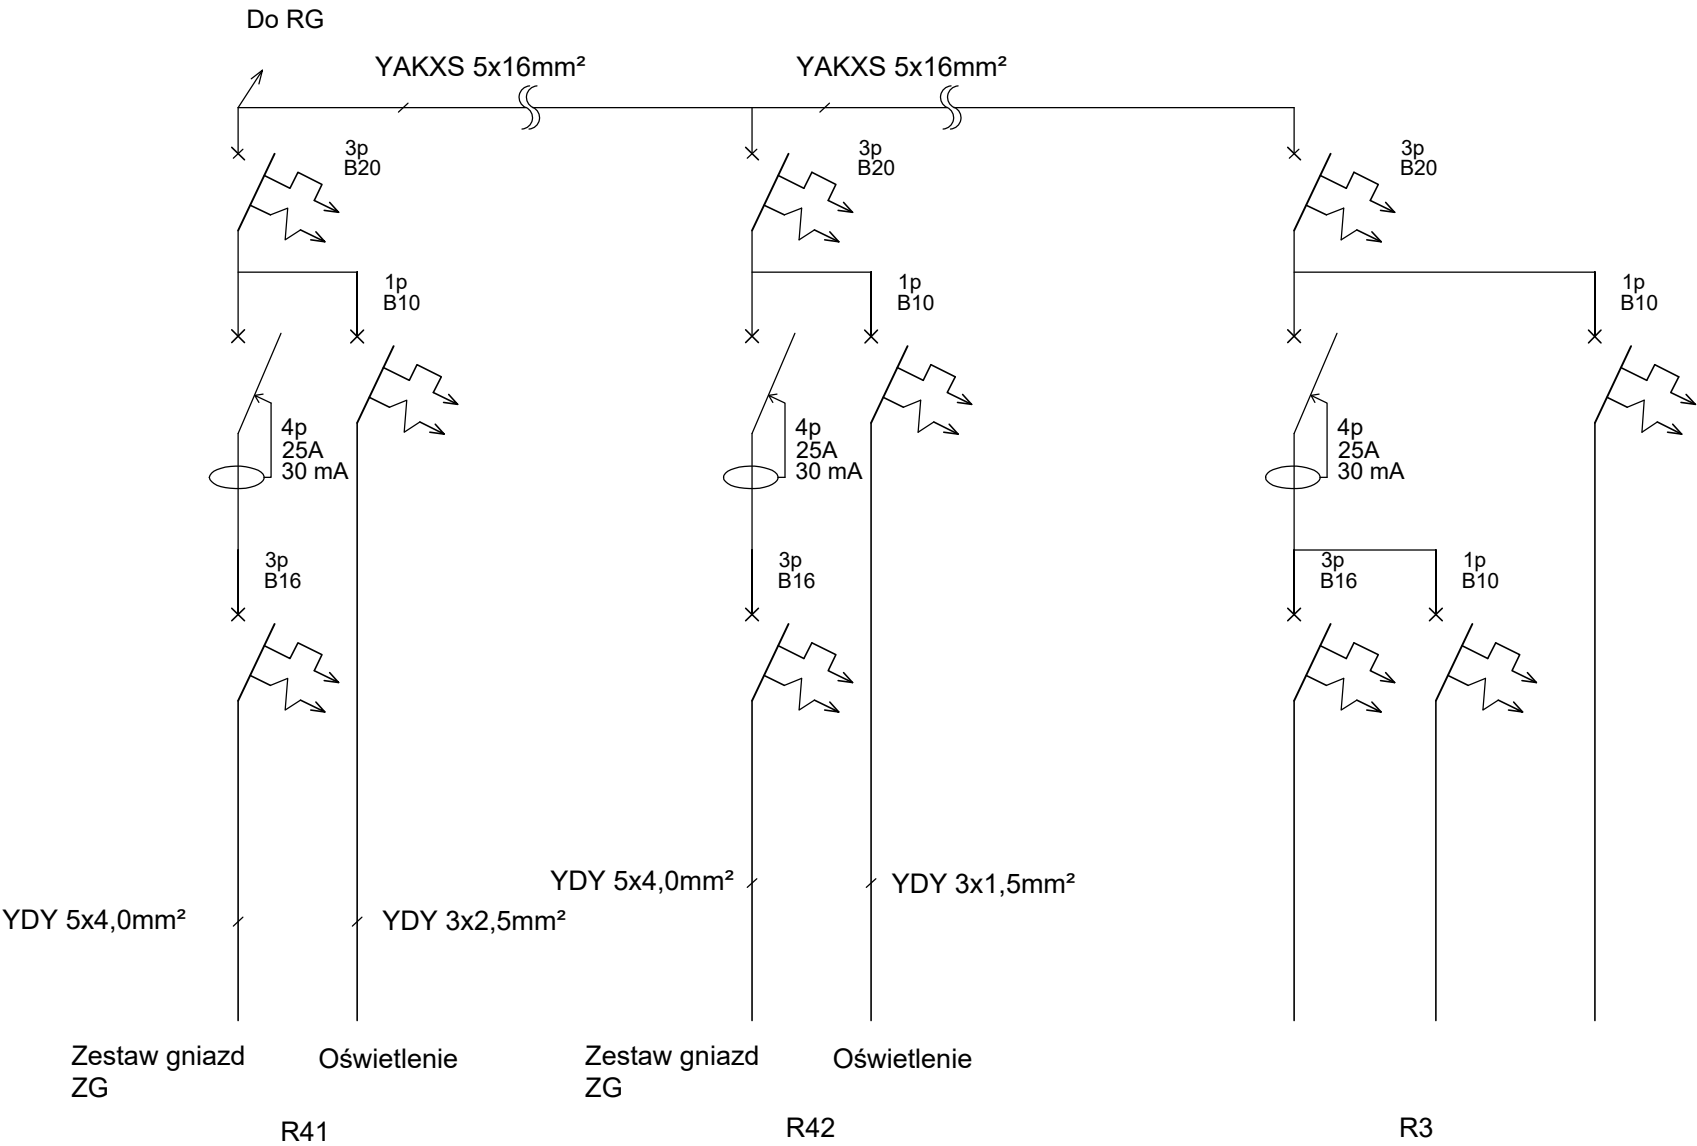 Do RG
YAKXS 5x16mm²
YAKXS 5x16mm²
3p
B20
3p
B20
3p
B20
1p
B10
1p
B10
1p
B10
4p
25A
30 mA
4p
25A
30 mA
4p
25A
30 mA
3p
B16
3p
B16
3p
B16
1p
B10
YDY 5x4,0mm²
YDY 3x2,5mm²
YDY 5x4,0mm²
YDY 3x1,5mm²
Zestaw gniazd
ZG
Oświetlenie
Zestaw gniazd
ZG
Oświetlenie
R41
R42
R3